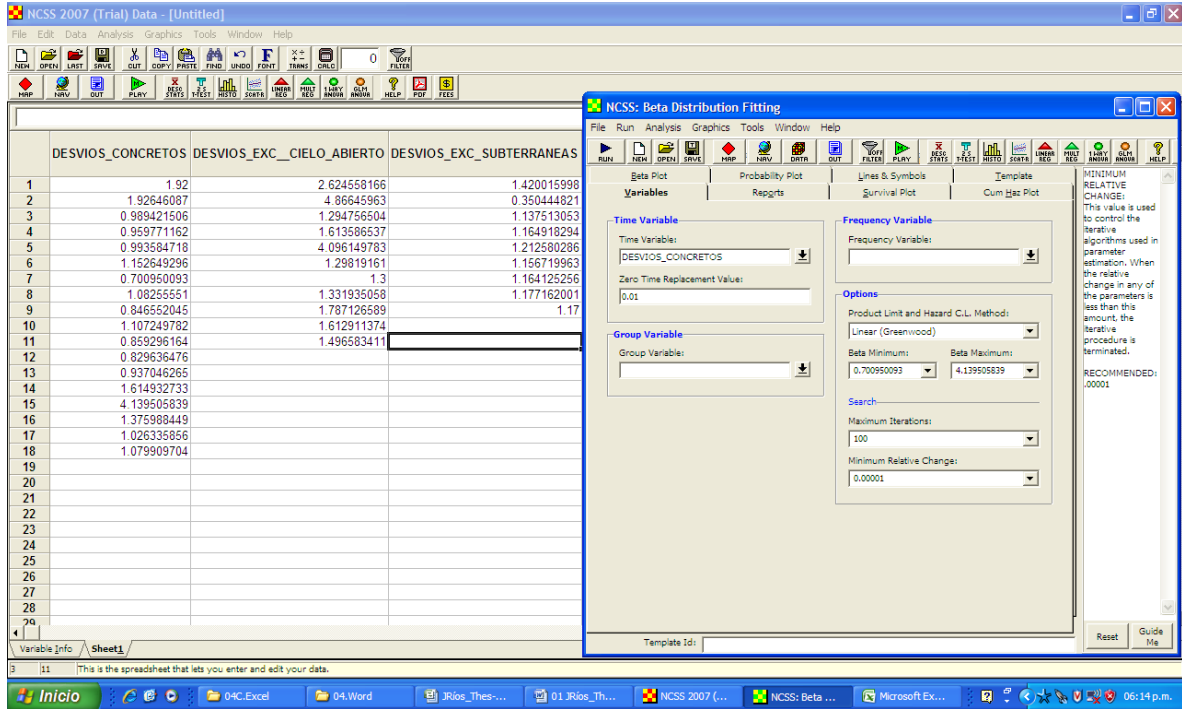 NCSS 2007 (Trial) Data - [Untitled]
File Edit Data Analysis Graphics Tools Window Help
NEW OPEN LAST SAVE CUT COPY PASTE FIND UNDO FONT TRANS CALC 0 FILTER
MAP NAV OUT PLAY DESC STATS T-TEST HISTO SCAT-R LINEAR REG MULT REG 1 WAY ANOVA GLM ANOVA HELP PDF FEES
DESVIOS_CONCRETOS DESVIOS_EXC__CIELO_ABIERTO DESVIOS_EXC_SUBTERRANEAS
1 1.92 2.624558166 1.420015998
2 1.92646087 4.86645963 0.350444821
3 0.989421506 1.294756504 1.137513053
4 0.959771162 1.613586537 1.164918294
5 0.993584718 4.096149783 1.212580286
6 1.152649296 1.29819161 1.156719963
7 0.700950093 1.3 1.164125256
8 1.08255551 1.331935058 1.177162001
9 0.846552045 1.787126589 1.17
10 1.107249782 1.612911374
11 0.859296164 1.496583411
12 0.829636476
13 0.937046265
14 1.614932733
15 4.139505839
16 1.375988449
17 1.026335856
18 1.079909704
19
20
21
22
23
24
25
26
27
28
29
Variable Info Sheet1
3 11 This is the spreadsheet that lets you enter and edit your data.
NCSS: Beta Distribution Fitting
File Run Analysis Graphics Tools Window Help
RUN NEW OPEN SAVE MAP NAV DATA OUT FILTER PLAY DESC STATS T-TEST HISTO SCAT-R LINEAR REG MULT REG 1 WAY ANOVA GLM ANOVA HELP
Beta Plot Probability Plot Lines & Symbols Template
Variables Reports Survival Plot Cum Haz Plot
Time Variable
Time Variable:
DESVIOS_CONCRETOS
Zero Time Replacement Value:
0.01
Group Variable
Group Variable:
Frequency Variable
Frequency Variable:
Options
Product Limit and Hazard C.L. Method:
Linear (Greenwood)
Beta Minimum: Beta Maximum:
0.700950093 4.139505839
Search
Maximum Iterations:
100
Minimum Relative Change:
0.00001
MINIMUM
RELATIVE
CHANGE:
This value is used
to control the
iterative
algorithms used in
parameter
estimation. When
the relative
change in any of
the parameters is
less than this
amount, the
iterative
procedure is
terminated.
RECOMMENDED:
.00001
Template Id:
Reset Guide Me
Inicio 04C.Excel 04.Word JRíos_Thes-... 01 JRíos_Th... NCSS 2007 (... NCSS: Beta ... Microsoft Ex... 06:14 p.m.